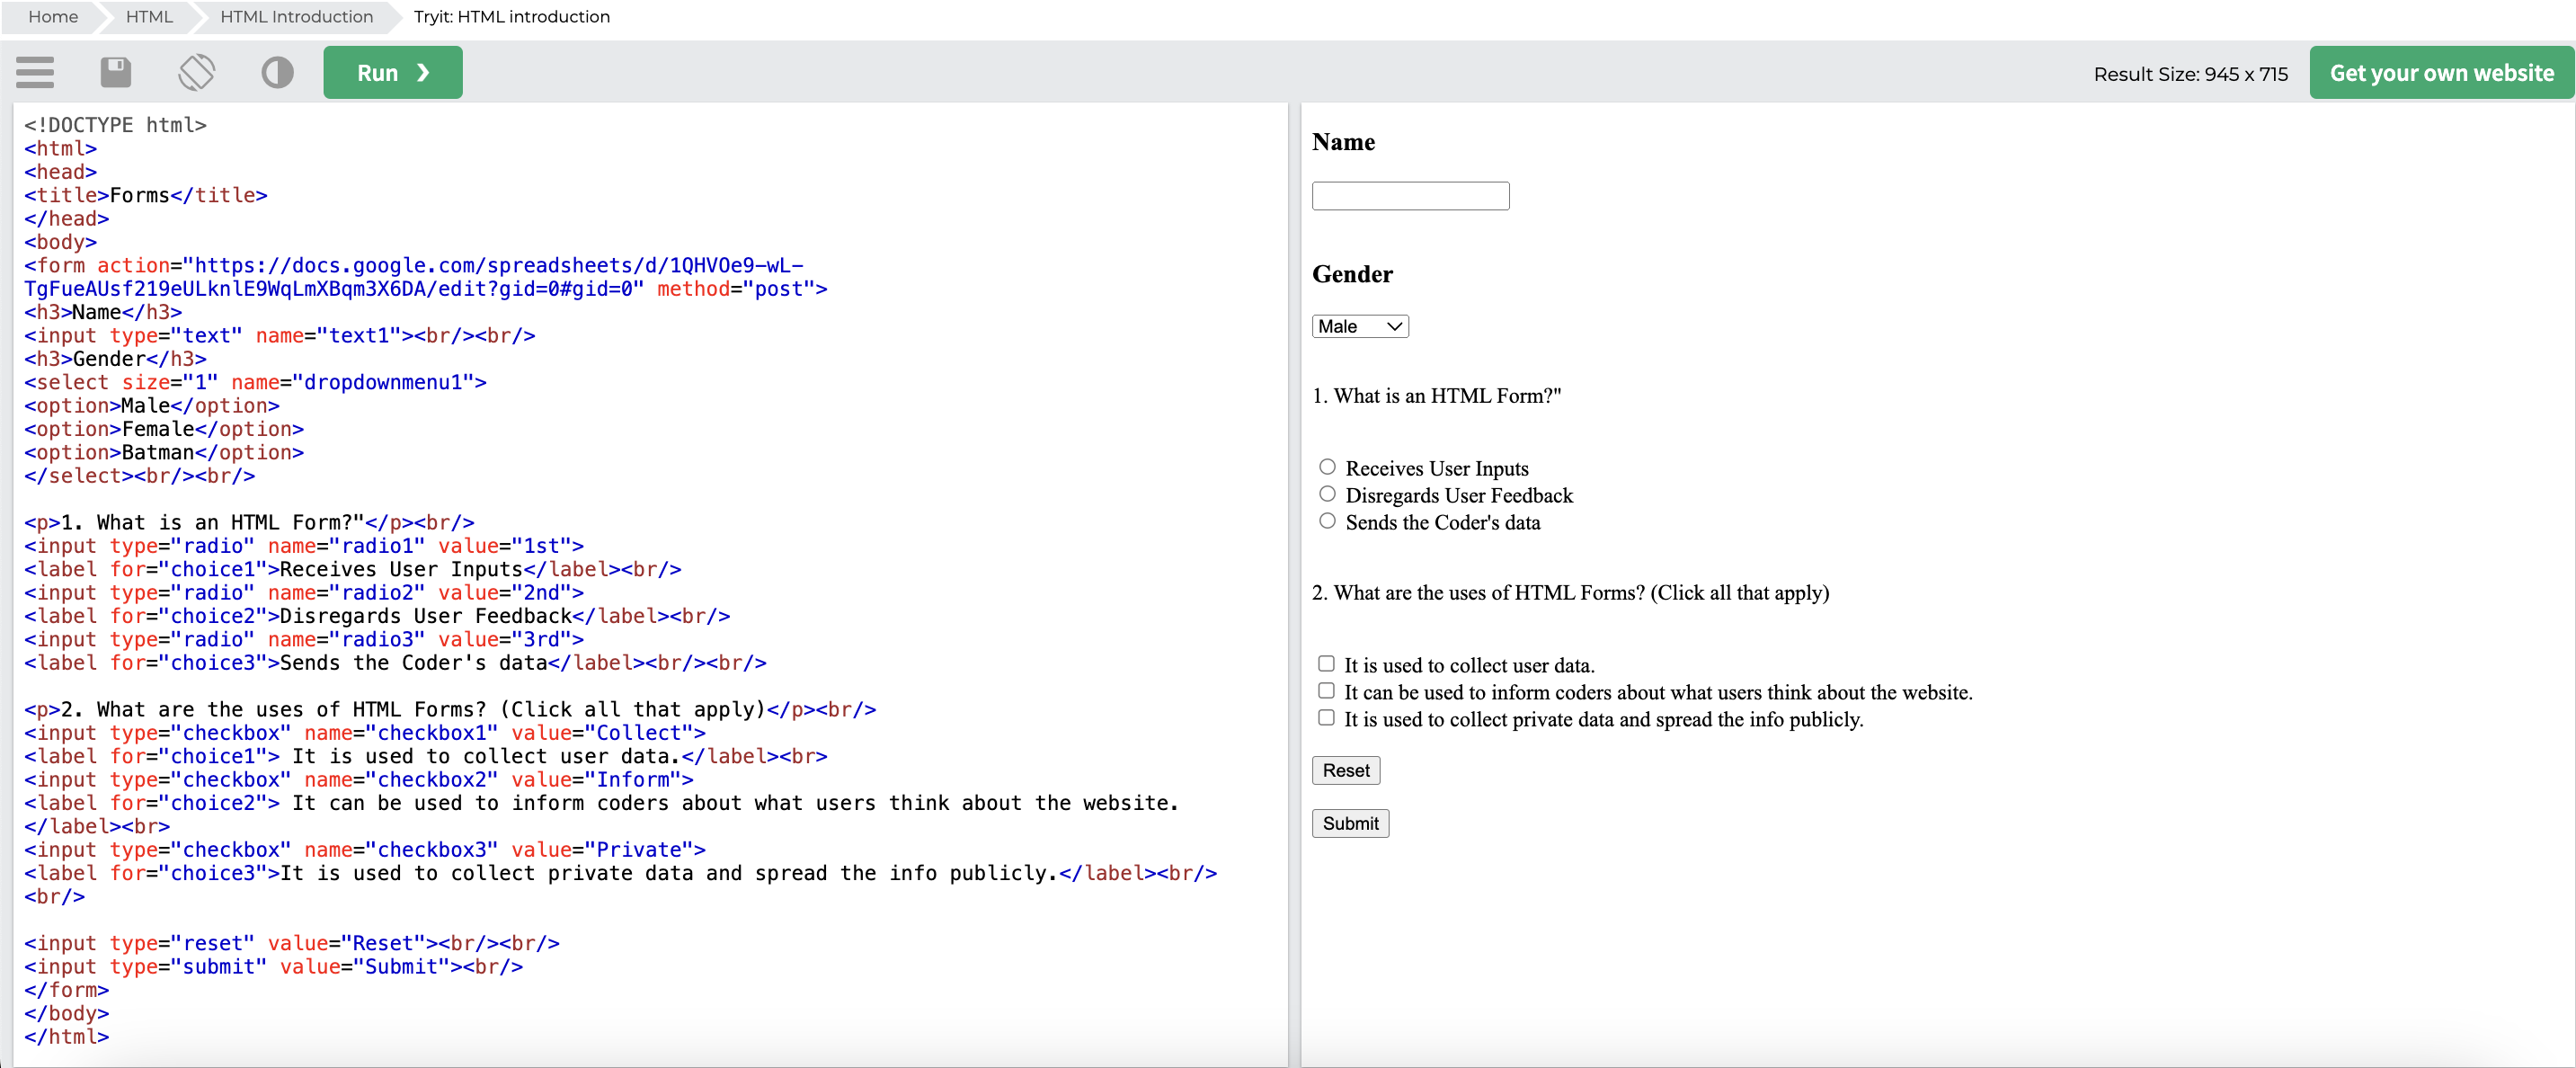 Home HTML HTML Introduction Tryit: HTML introduction
Run ❯ Result Size: 945 x 715 Get your own website
<!DOCTYPE html>
<html>
<head>
<title>Forms</title>
</head>
<body>
<form action="https://docs.google.com/spreadsheets/d/1QHVOe9-wL-
TgFueAUsf219eULknlE9WqLmXBqm3X6DA/edit?gid=0#gid=0" method="post">
<h3>Name</h3>
<input type="text" name="text1"><br/><br/>
<h3>Gender</h3>
<select size="1" name="dropdownmenu1">
<option>Male</option>
<option>Female</option>
<option>Batman</option>
</select><br/><br/>
<p>1. What is an HTML Form?"</p><br/>
<input type="radio" name="radio1" value="1st">
<label for="choice1">Receives User Inputs</label><br/>
<input type="radio" name="radio2" value="2nd">
<label for="choice2">Disregards User Feedback</label><br/>
<input type="radio" name="radio3" value="3rd">
<label for="choice3">Sends the Coder's data</label><br/><br/>
<p>2. What are the uses of HTML Forms? (Click all that apply)</p><br/>
<input type="checkbox" name="checkbox1" value="Collect">
<label for="choice1"> It is used to collect user data.</label><br>
<input type="checkbox" name="checkbox2" value="Inform">
<label for="choice2"> It can be used to inform coders about what users think about the website.
</label><br>
<input type="checkbox" name="checkbox3" value="Private">
<label for="choice3">It is used to collect private data and spread the info publicly.</label><br/>
<br/>
<input type="reset" value="Reset"><br/><br/>
<input type="submit" value="Submit"><br/>
</form>
</body>
</html>
Name
Gender
Male
1. What is an HTML Form?"
Receives User Inputs
Disregards User Feedback
Sends the Coder's data
2. What are the uses of HTML Forms? (Click all that apply)
It is used to collect user data.
It can be used to inform coders about what users think about the website.
It is used to collect private data and spread the info publicly.
Reset
Submit